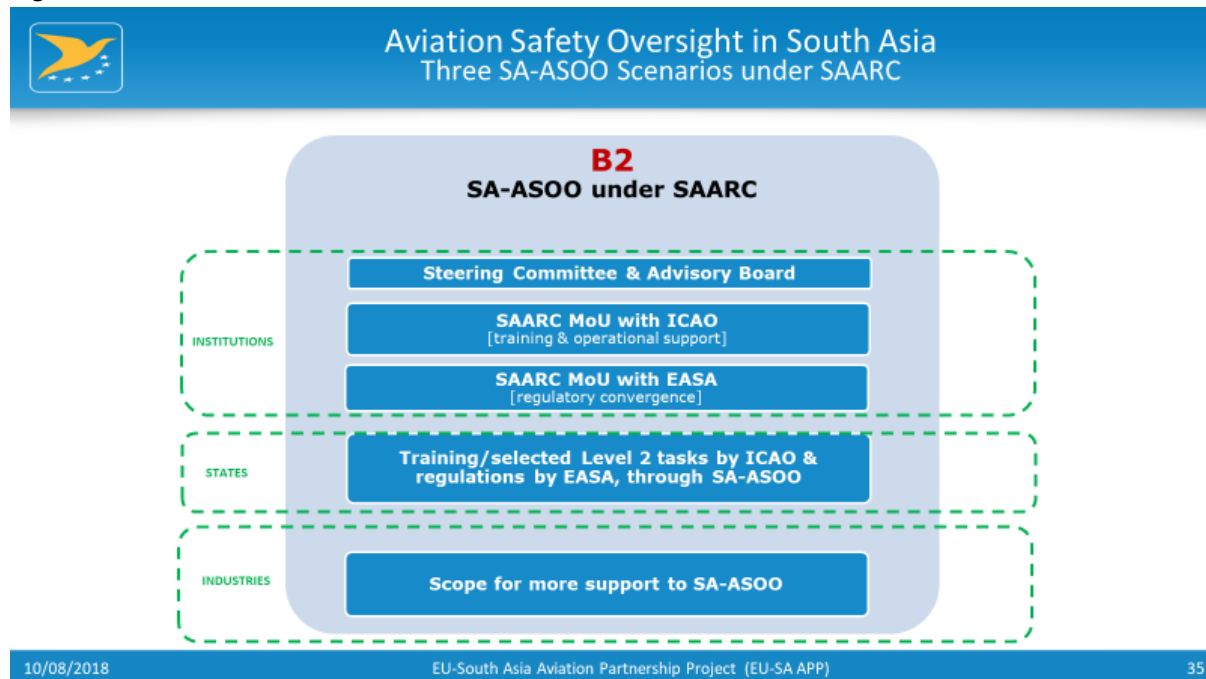 Aviation Safety Oversight in South Asia
Three SA-ASOO Scenarios under SAARC
B2
SA-ASOO under SAARC
Steering Committee & Advisory Board
INSTITUTIONS
SAARC MoU with ICAO
[training & operational support]
SAARC MoU with EASA
[regulatory convergence]
STATES
Training/selected Level 2 tasks by ICAO &
regulations by EASA, through SA-ASOO
INDUSTRIES
Scope for more support to SA-ASOO
10/08/2018
EU-South Asia Aviation Partnership Project (EU-SA APP)
35